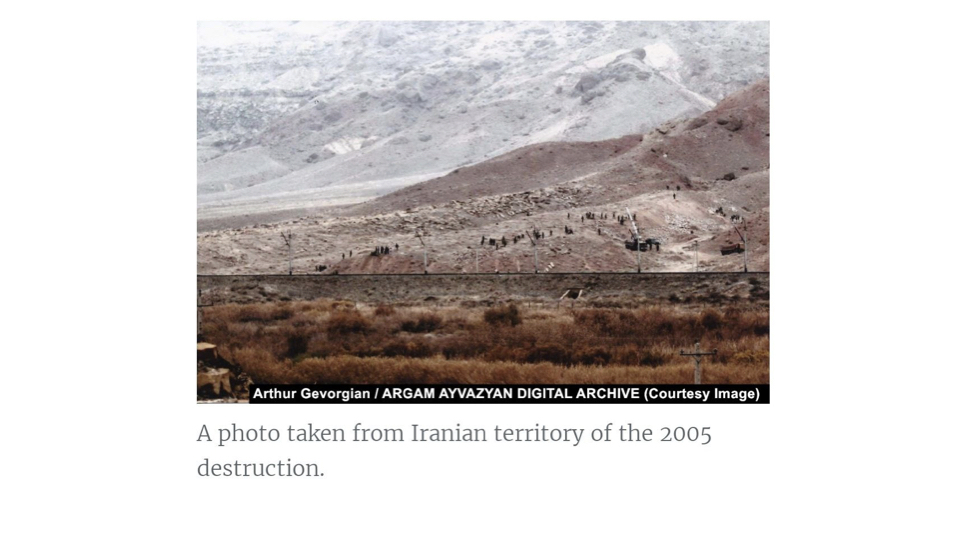 Arthur Gevorgian / ARGAM AYVAZYAN DIGITAL ARCHIVE (Courtesy Image)
A photo taken from Iranian territory of the 2005
destruction.